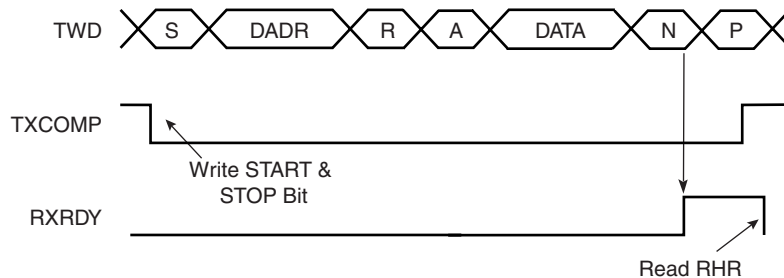 TWD S DADR R A DATA N P
TXCOMP
Write START &
STOP Bit
RXRDY
Read RHR